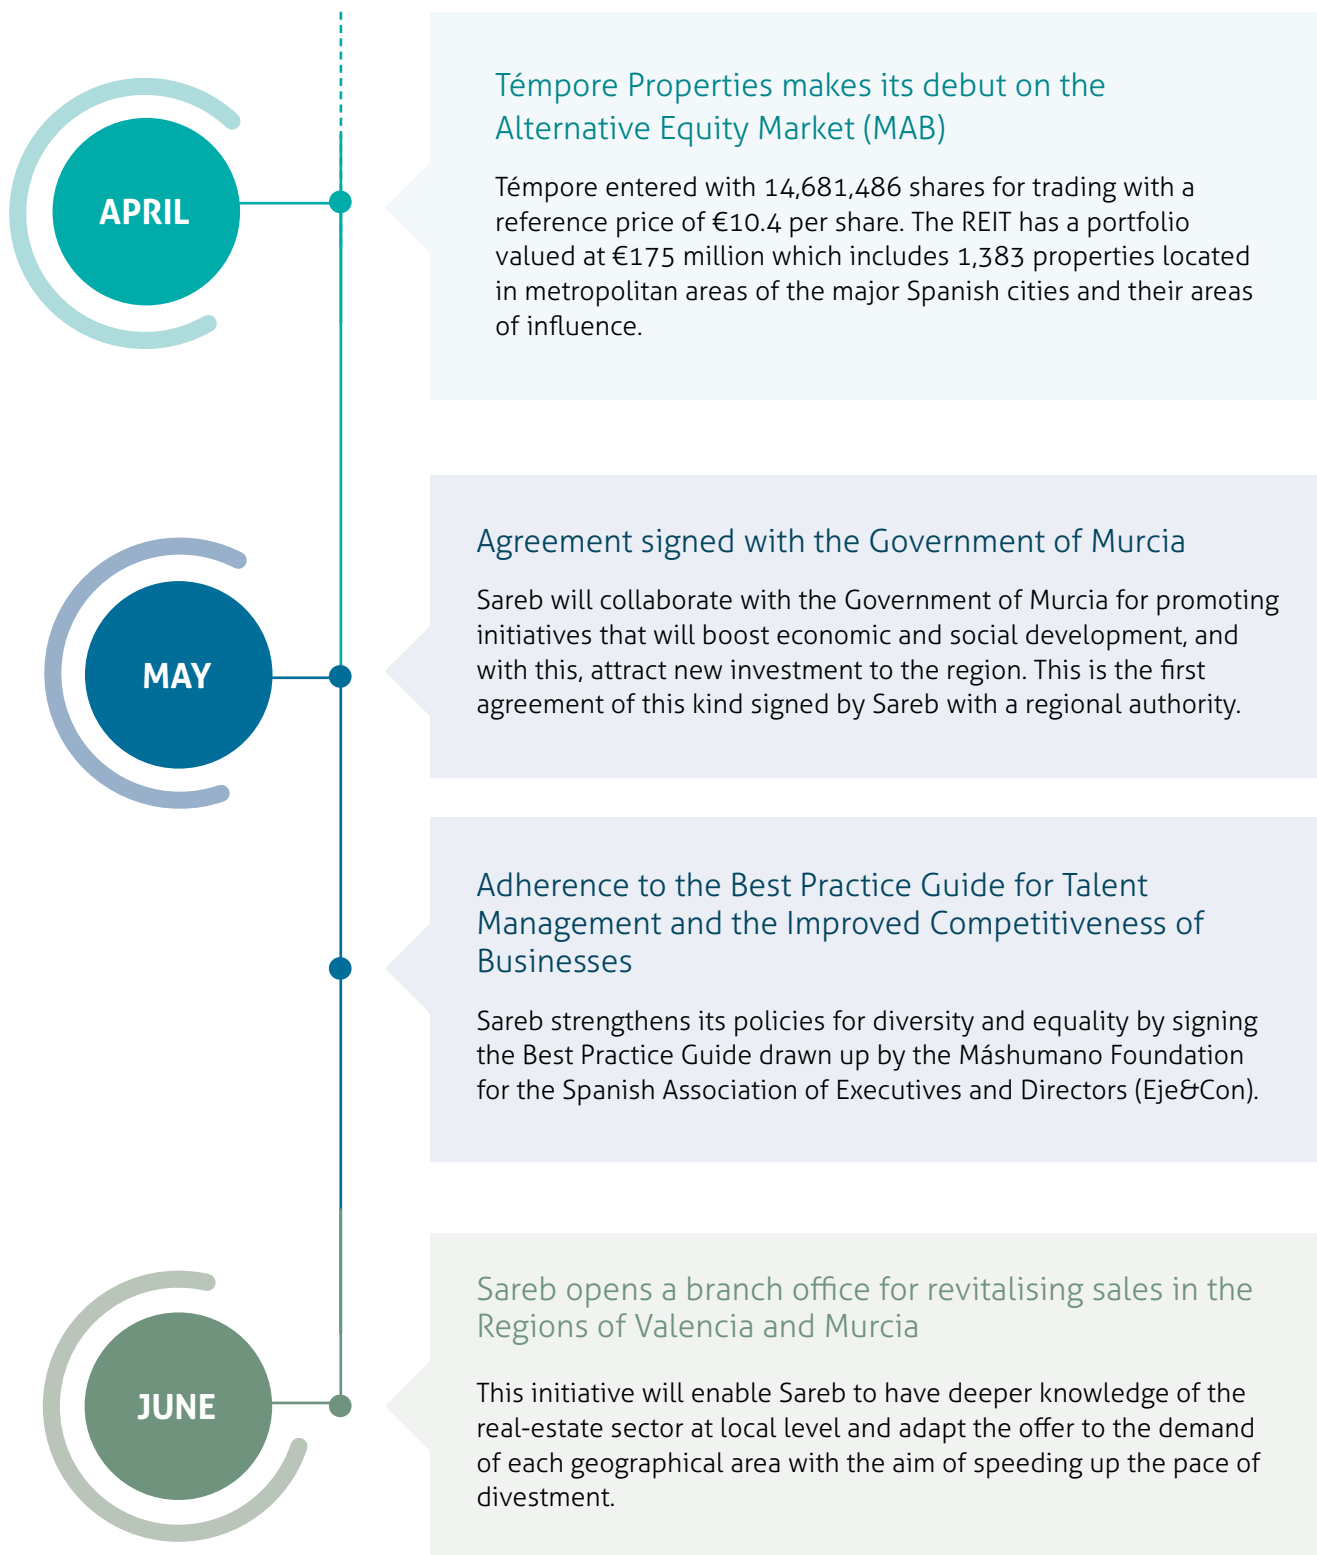 APRIL
Témpore Properties makes its debut on the
Alternative Equity Market (MAB)
Témpore entered with 14,681,486 shares for trading with a
reference price of €10.4 per share. The REIT has a portfolio
valued at €175 million which includes 1,383 properties located
in metropolitan areas of the major Spanish cities and their areas
of influence.
MAY
Agreement signed with the Government of Murcia
Sareb will collaborate with the Government of Murcia for promoting
initiatives that will boost economic and social development, and
with this, attract new investment to the region. This is the first
agreement of this kind signed by Sareb with a regional authority.
Adherence to the Best Practice Guide for Talent
Management and the Improved Competitiveness of
Businesses
Sareb strengthens its policies for diversity and equality by signing
the Best Practice Guide drawn up by the Máshumano Foundation
for the Spanish Association of Executives and Directors (Eje&Con).
JUNE
Sareb opens a branch office for revitalising sales in the
Regions of Valencia and Murcia
This initiative will enable Sareb to have deeper knowledge of the
real-estate sector at local level and adapt the offer to the demand
of each geographical area with the aim of speeding up the pace of
divestment.